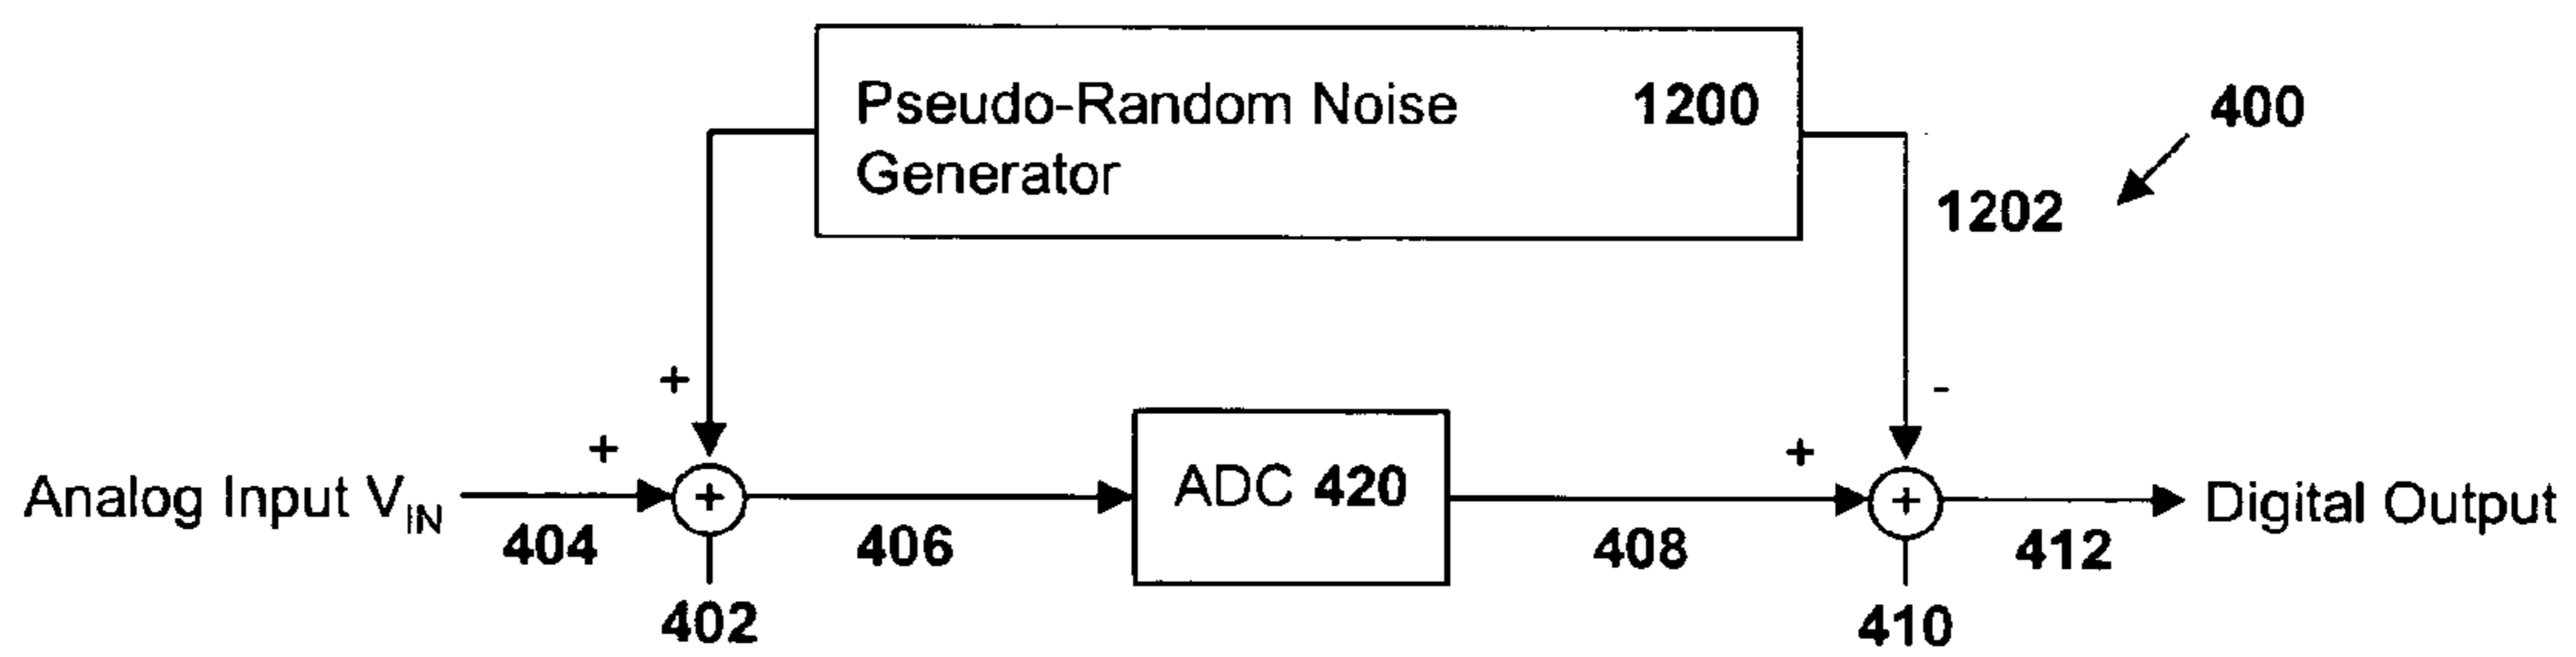 Pseudo-Random Noise 1200
Generator
400
1202
+
-
+
+
Analog Input VIN
+
ADC 420
+
Digital Output
404
406
408
412
402
410